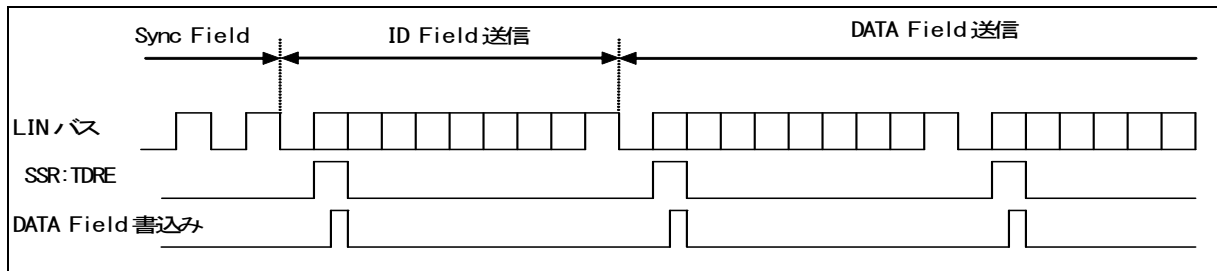 Sync Field
ID Field送信
DATA Field送信
LINバス
SSR:TDRE
DATA Field書込み